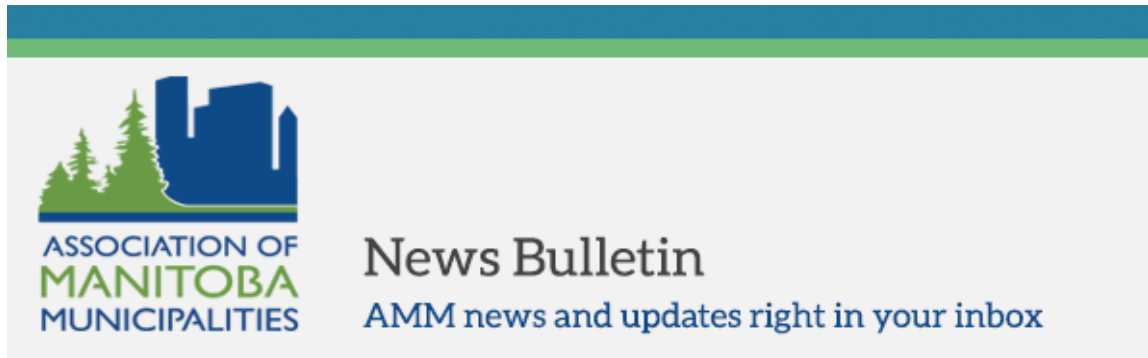 ASSOCIATION OF
MANITOBA
MUNICIPALITIES
News Bulletin
AMM news and updates right in your inbox